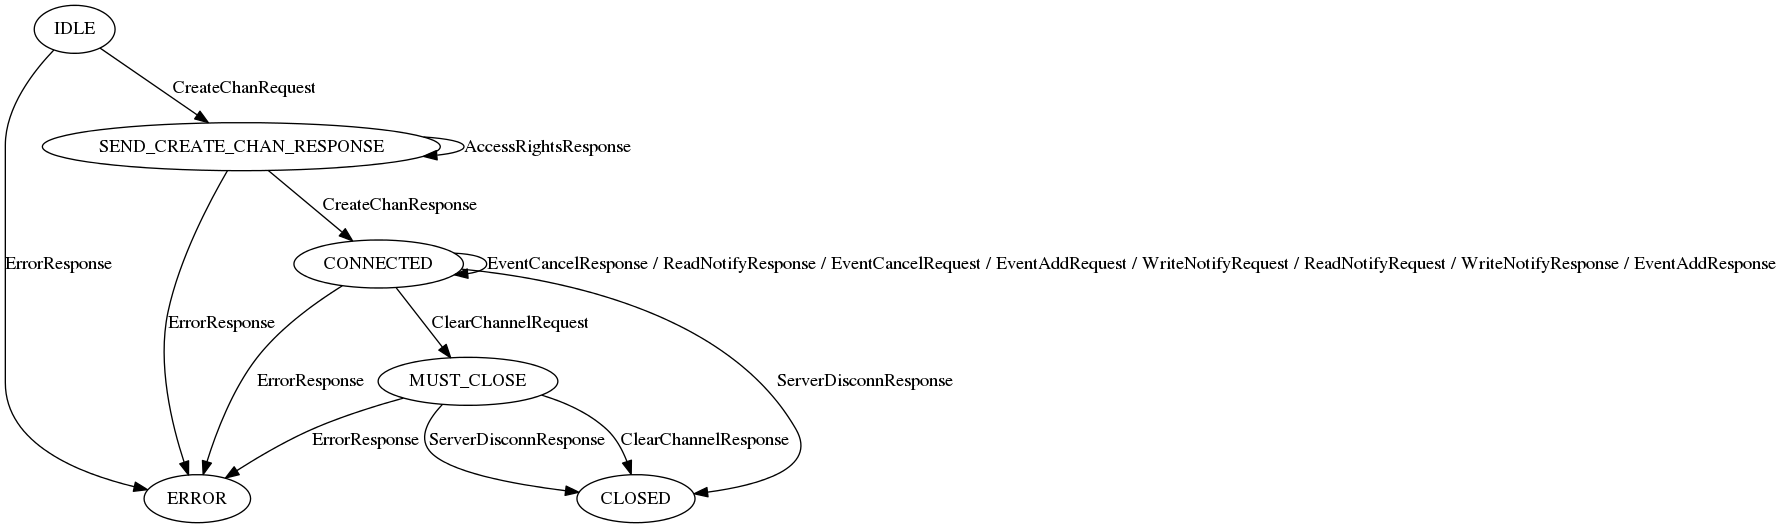 IDLE
CreateChanRequest
SEND_CREATE_CHAN_RESPONSE
AccessRightsResponse
CreateChanResponse
ErrorResponse
CONNECTED
EventCancelResponse / ReadNotifyResponse / EventCancelRequest / EventAddRequest / WriteNotifyRequest / ReadNotifyRequest / WriteNotifyResponse / EventAddResponse
ErrorResponse
ClearChannelRequest
ErrorResponse
MUST_CLOSE
ServerDisconnResponse
ErrorResponse
ServerDisconnResponse
ClearChannelResponse
ERROR
CLOSED